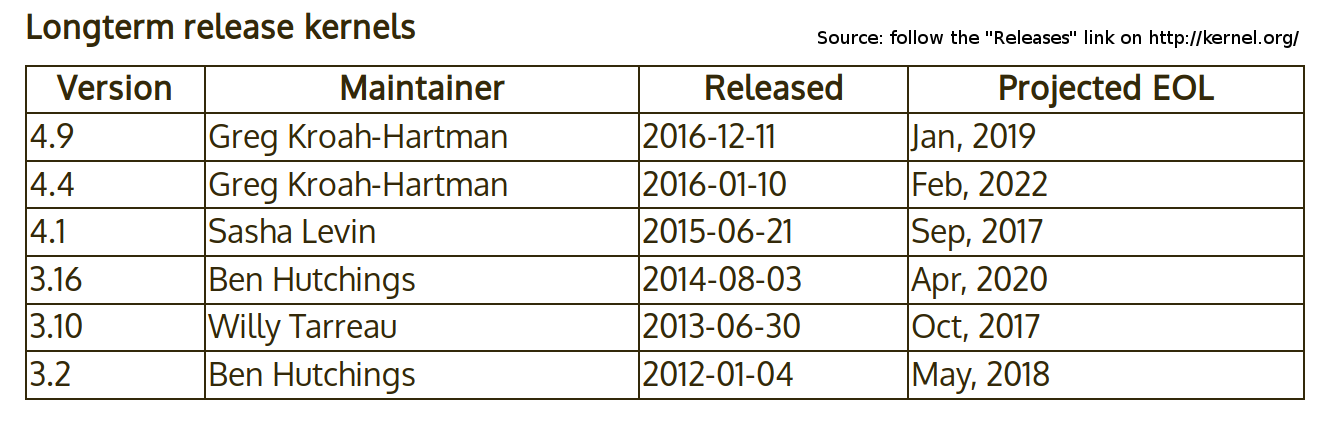 Longterm release kernels
Source: follow the "Releases" link on http://kernel.org/
Version Maintainer Released Projected EOL
4.9 Greg Kroah-Hartman 2016-12-11 Jan, 2019
4.4 Greg Kroah-Hartman 2016-01-10 Feb, 2022
4.1 Sasha Levin 2015-06-21 Sep, 2017
3.16 Ben Hutchings 2014-08-03 Apr, 2020
3.10 Willy Tarreau 2013-06-30 Oct, 2017
3.2 Ben Hutchings 2012-01-04 May, 2018